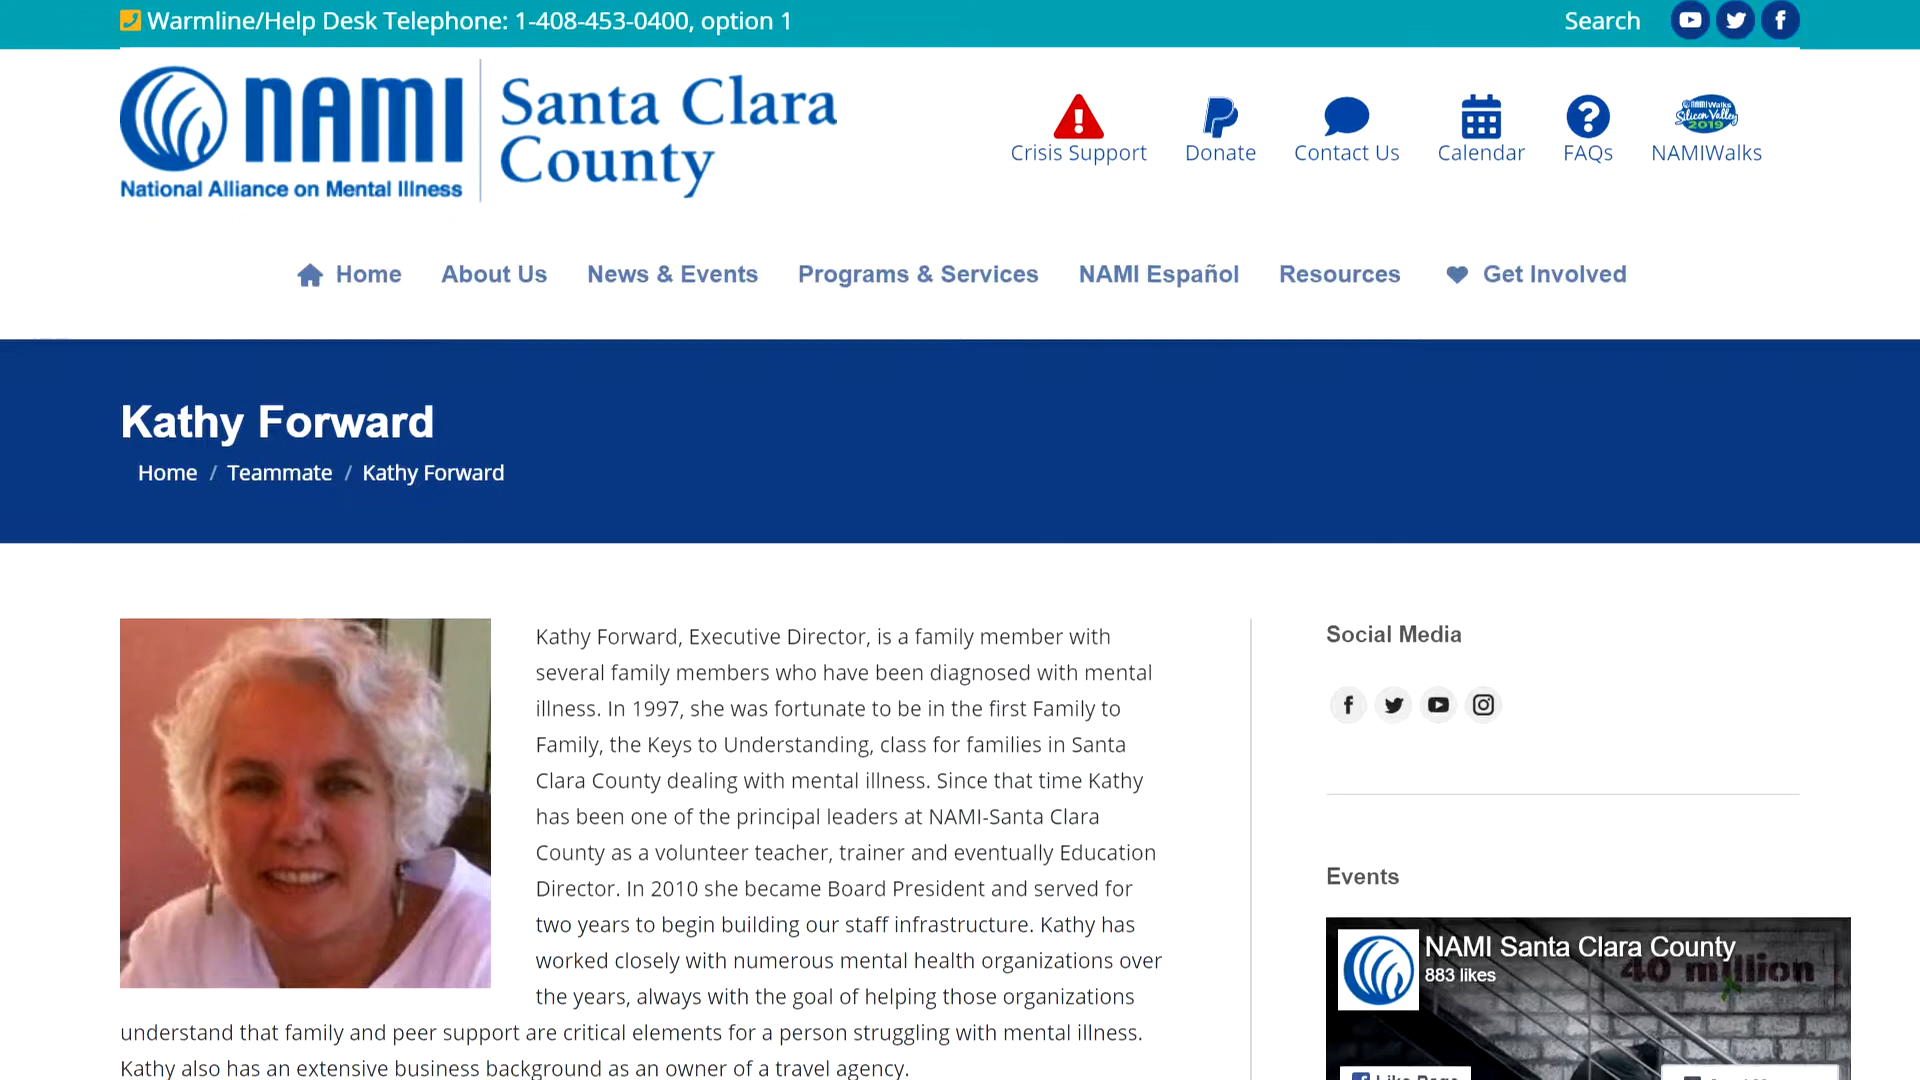 Warmline/Help Desk Telephone: 1-408-453-0400, option 1
Search
NAMI
National Alliance on Mental Illness
Santa Clara
County
Crisis Support
Donate
Contact Us
Calendar
FAQs
NAMIWalks
Silicon Valley
2019
NAMIWalks
Home
About Us
News & Events
Programs & Services
NAMI Español
Resources
Get Involved
Kathy Forward
Home / Teammate / Kathy Forward
Kathy Forward, Executive Director, is a family member with
several family members who have been diagnosed with mental
illness. In 1997, she was fortunate to be in the first Family to
Family, the Keys to Understanding, class for families in Santa
Clara County dealing with mental illness. Since that time Kathy
has been one of the principal leaders at NAMI-Santa Clara
County as a volunteer teacher, trainer and eventually Education
Director. In 2010 she became Board President and served for
two years to begin building our staff infrastructure. Kathy has
worked closely with numerous mental health organizations over
the years, always with the goal of helping those organizations
understand that family and peer support are critical elements for a person struggling with mental illness.
Kathy also has an extensive business background as an owner of a travel agency.
Social Media
Events
NAMI Santa Clara County
883 likes
40 million
Like Page